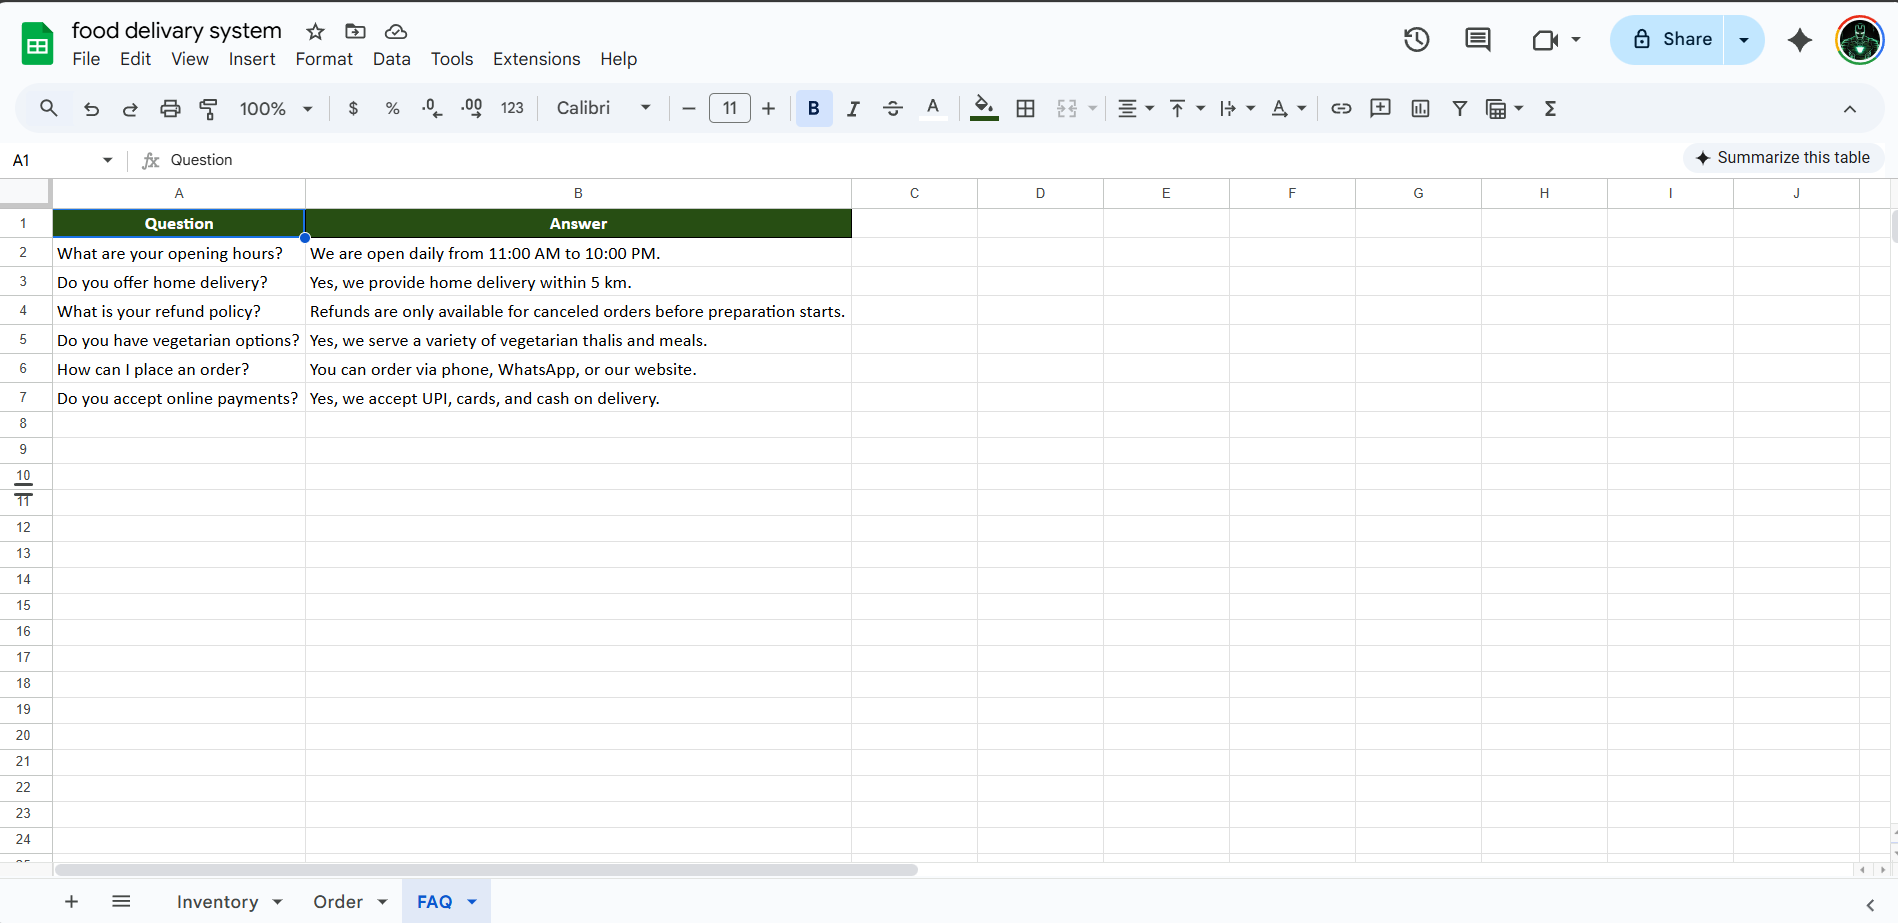 food delivary system
File Edit View Insert Format Data Tools Extensions Help
Share
100% $ % .0 .00 123 Calibri 11 B I A A Σ
A1 fx Question
Summarize this table
A B C D E F G H I J
1 Question Answer
2 What are your opening hours? We are open daily from 11:00 AM to 10:00 PM.
3 Do you offer home delivery? Yes, we provide home delivery within 5 km.
4 What is your refund policy? Refunds are only available for canceled orders before preparation starts.
5 Do you have vegetarian options? Yes, we serve a variety of vegetarian thalis and meals.
6 How can I place an order? You can order via phone, WhatsApp, or our website.
7 Do you accept online payments? Yes, we accept UPI, cards, and cash on delivery.
8
9
10
11
12
13
14
15
16
17
18
19
20
21
22
23
24
Inventory Order FAQ